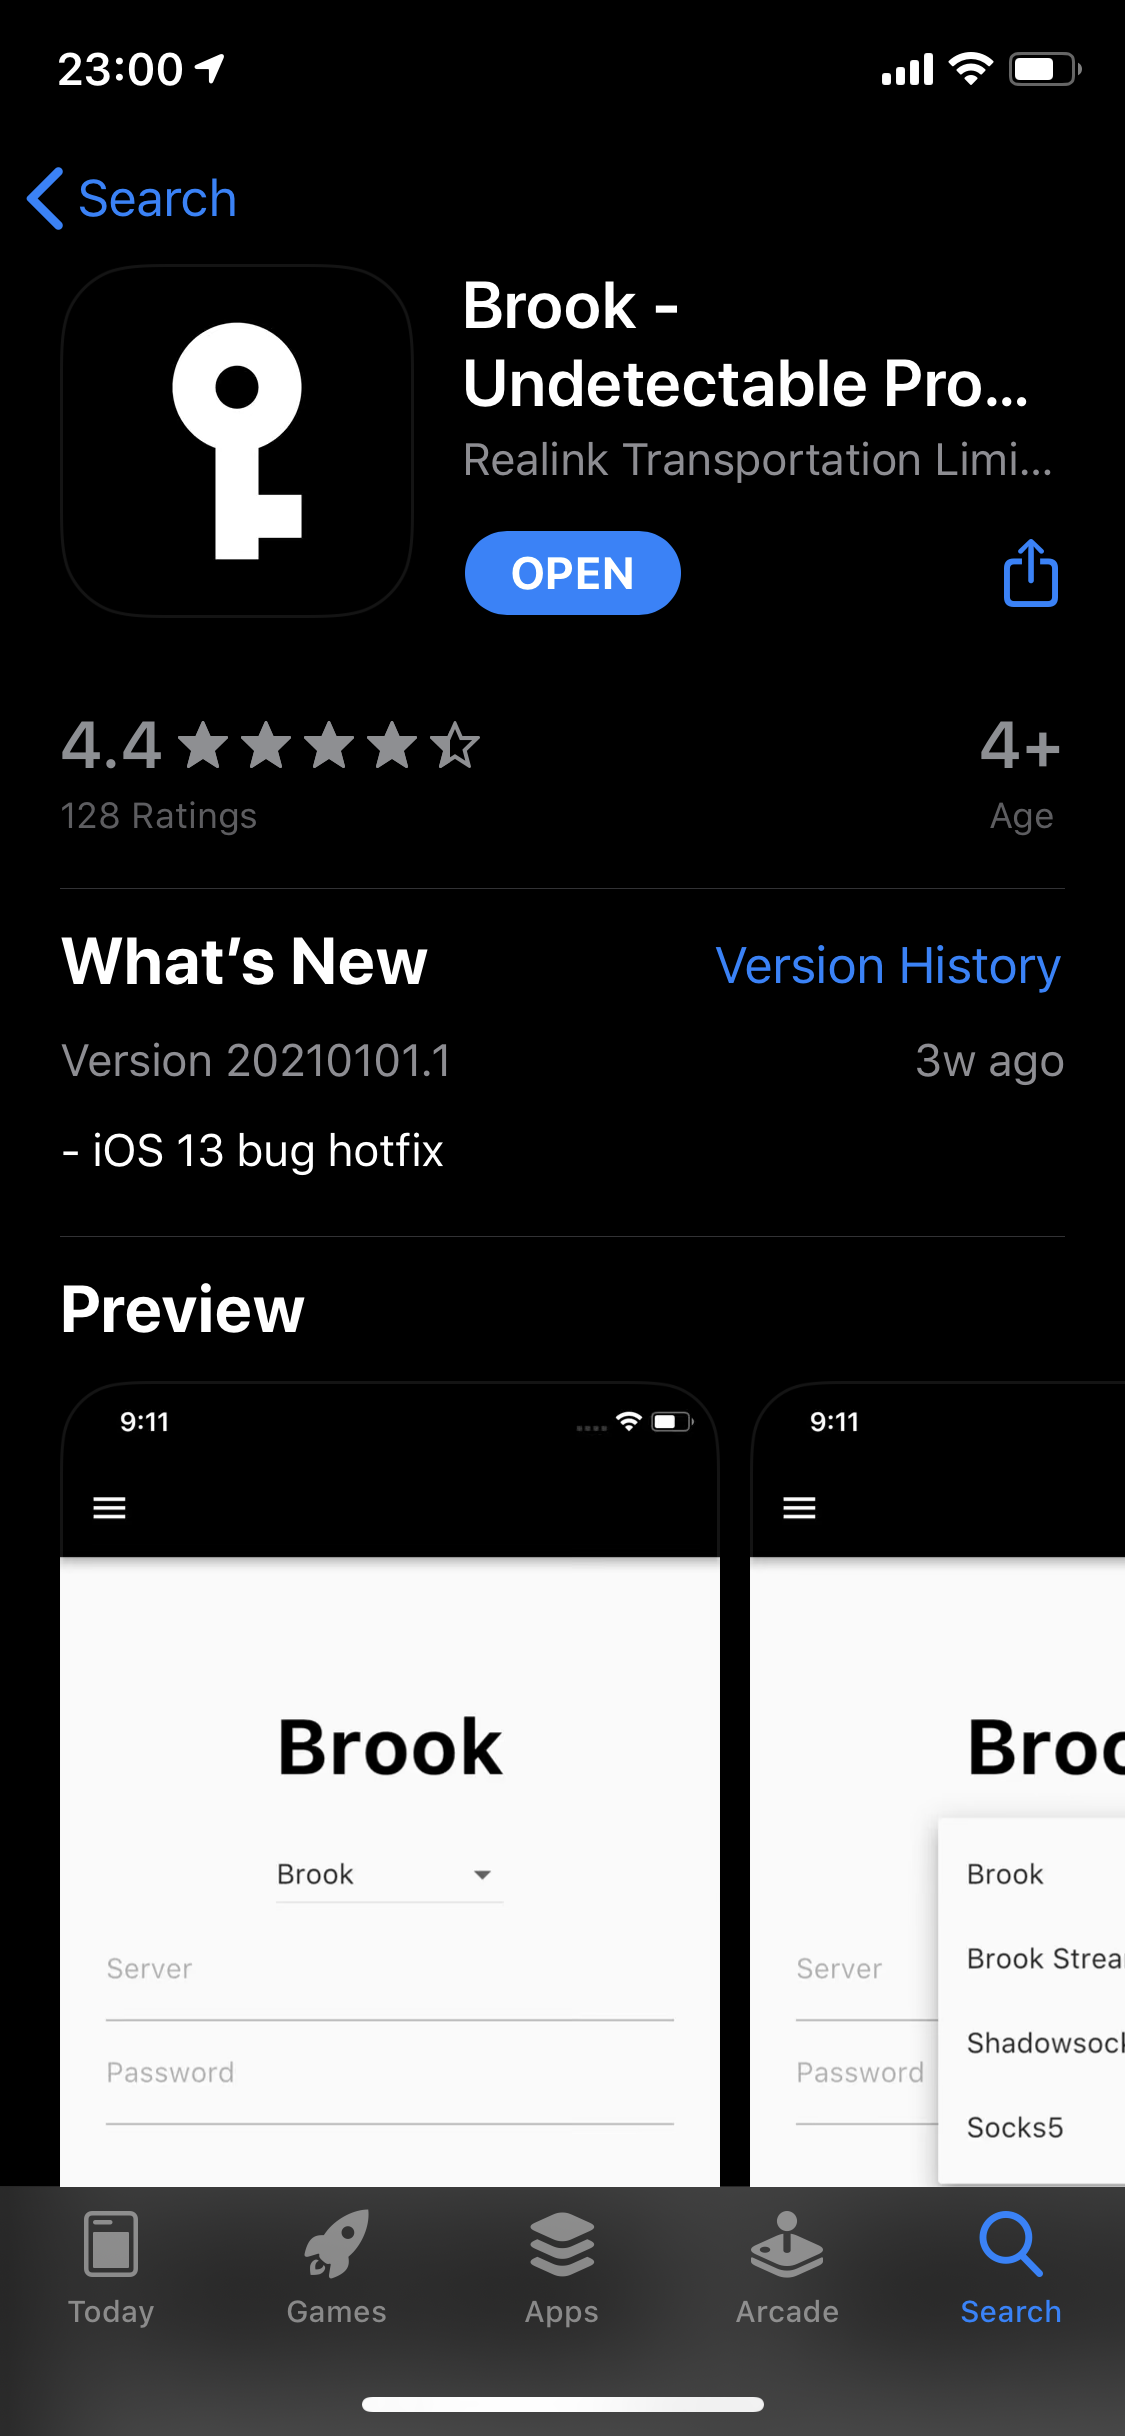 23:00
Search
Brook -
Undetectable Pro...
Realink Transportation Limi...
OPEN
4.4
4+
128 Ratings
Age
What's New
Version History
Version 20210101.1
3w ago
- iOS 13 bug hotfix
Preview
9:11
9:11
Brook
Broo
Brook
Brook
Brook Strea
Server
Server
Shadowsock
Password
Password
Socks5
Today
Games
Apps
Arcade
Search